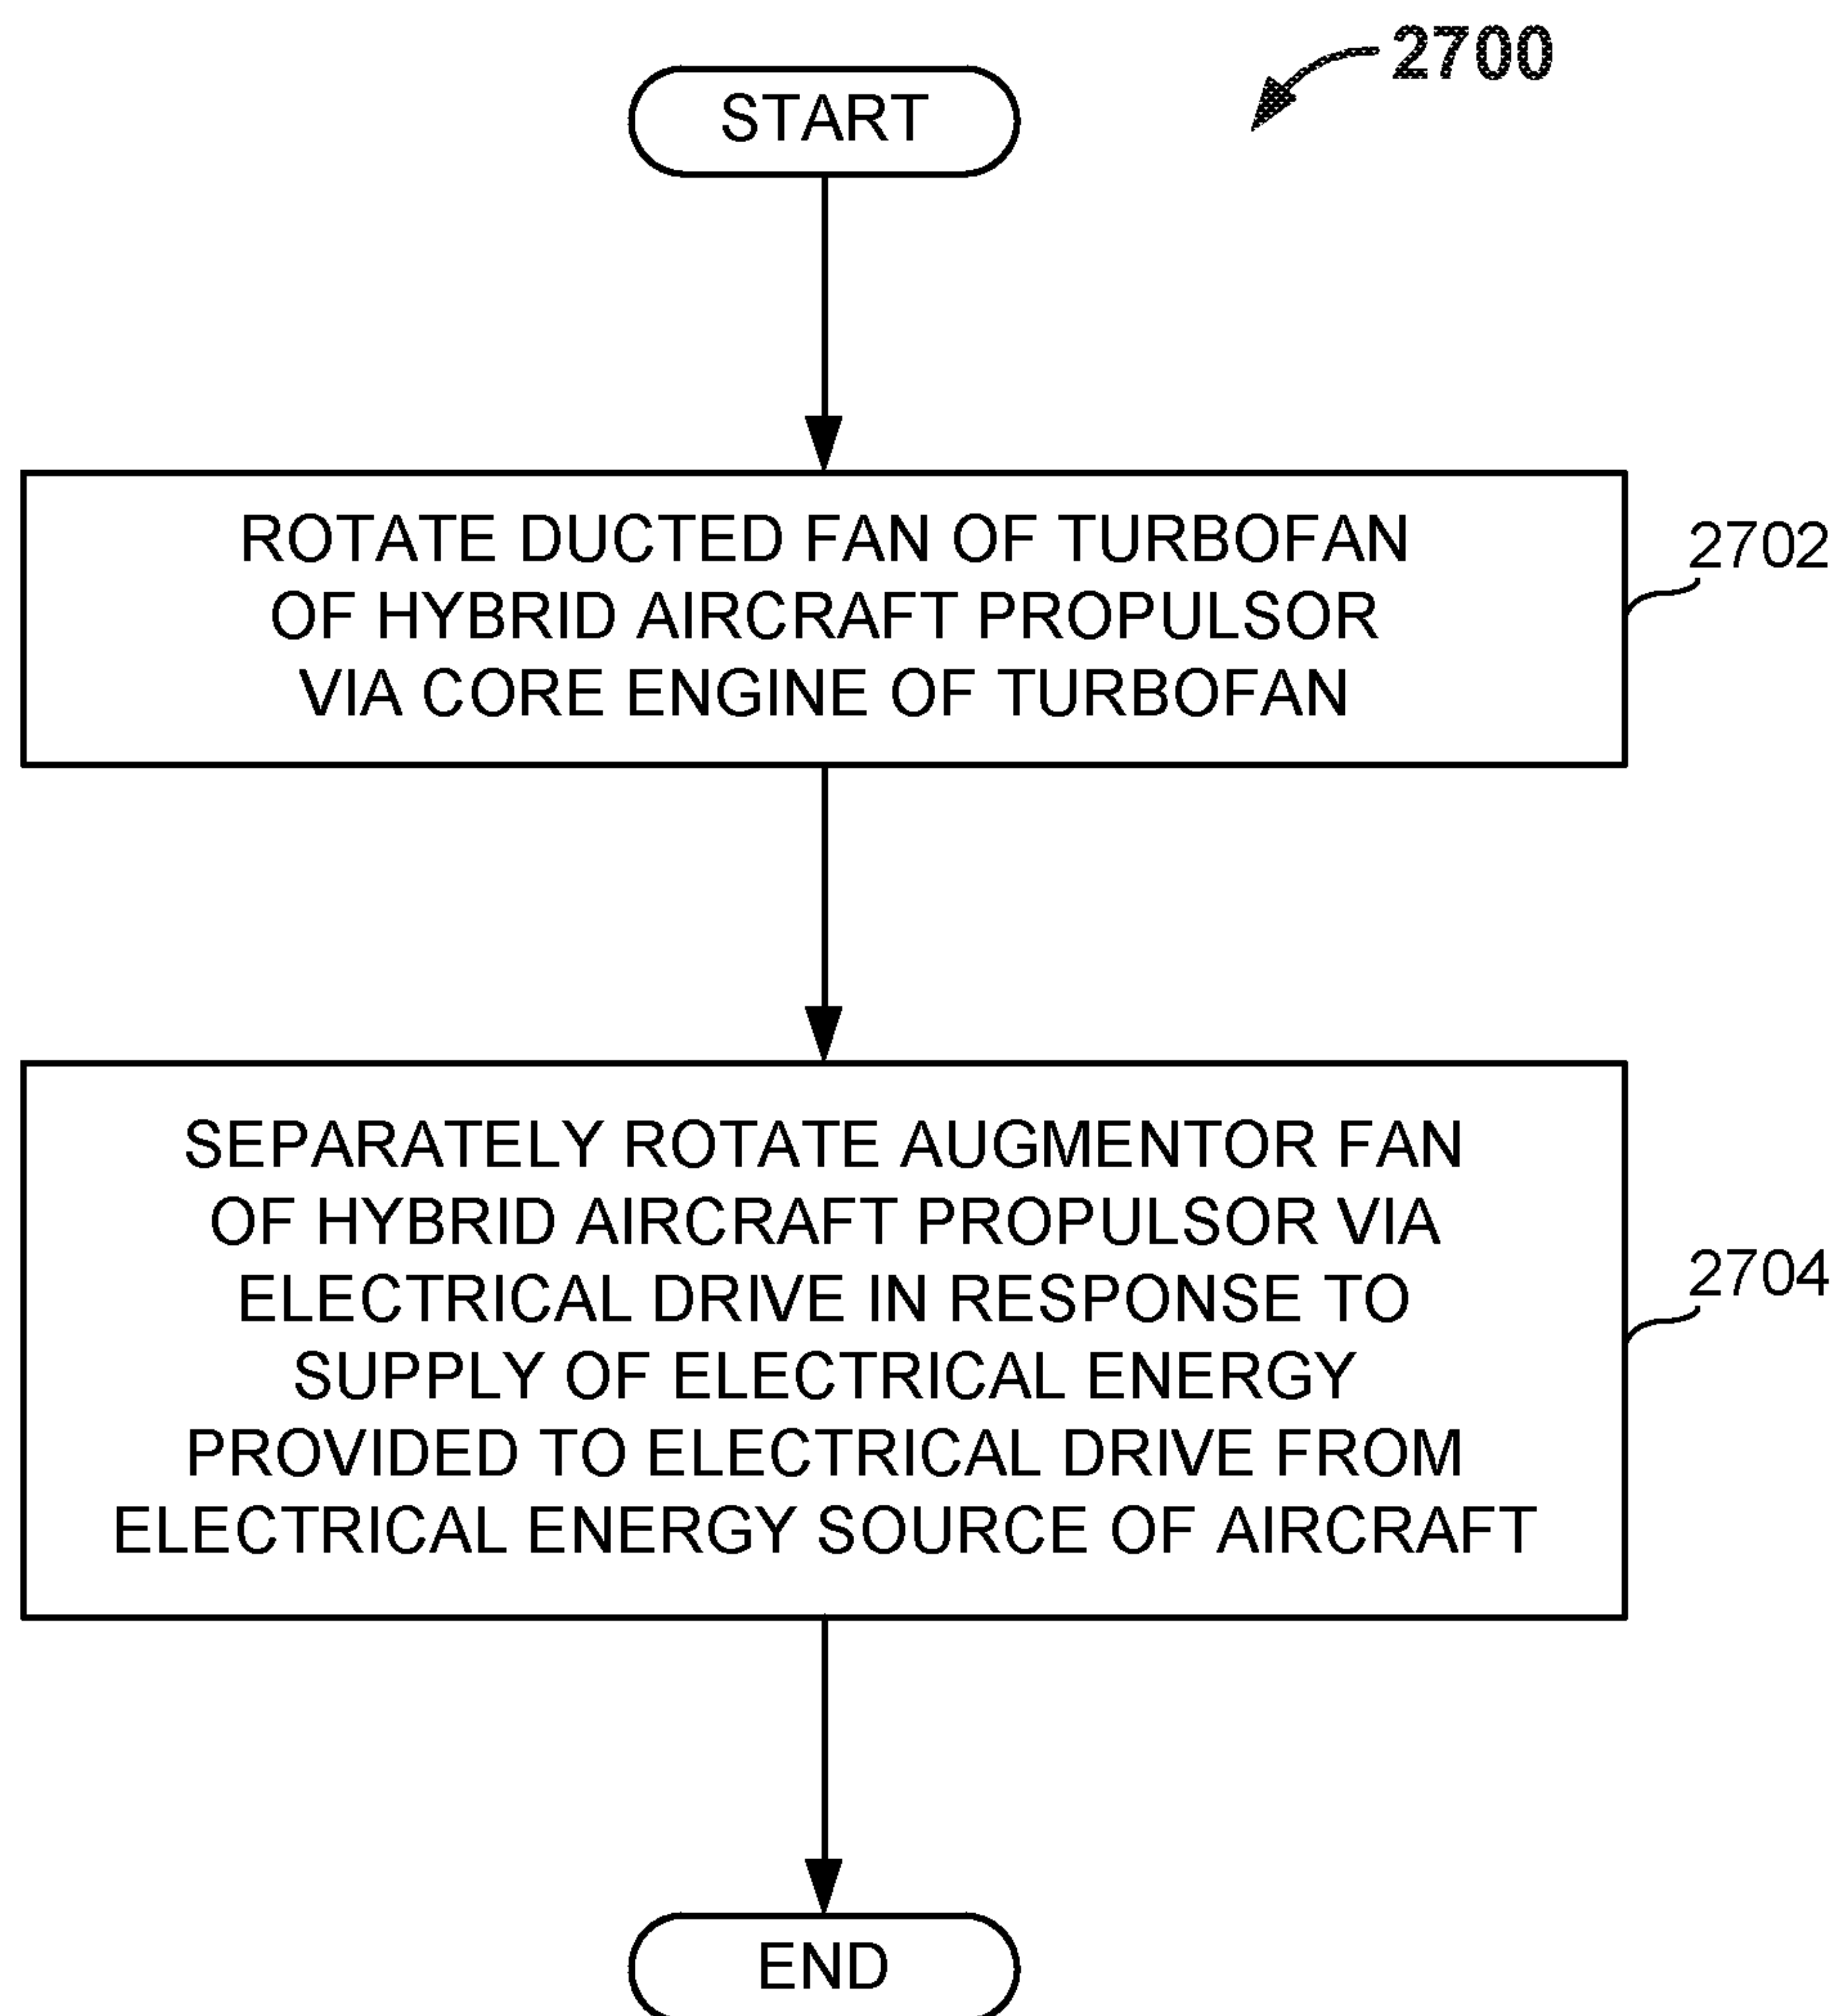 2700
START
ROTATE DUCTED FAN OF TURBOFAN
OF HYBRID AIRCRAFT PROPULSOR
VIA CORE ENGINE OF TURBOFAN
2702
SEPARATELY ROTATE AUGMENTOR FAN
OF HYBRID AIRCRAFT PROPULSOR VIA
ELECTRICAL DRIVE IN RESPONSE TO
SUPPLY OF ELECTRICAL ENERGY
PROVIDED TO ELECTRICAL DRIVE FROM
ELECTRICAL ENERGY SOURCE OF AIRCRAFT
2704
END